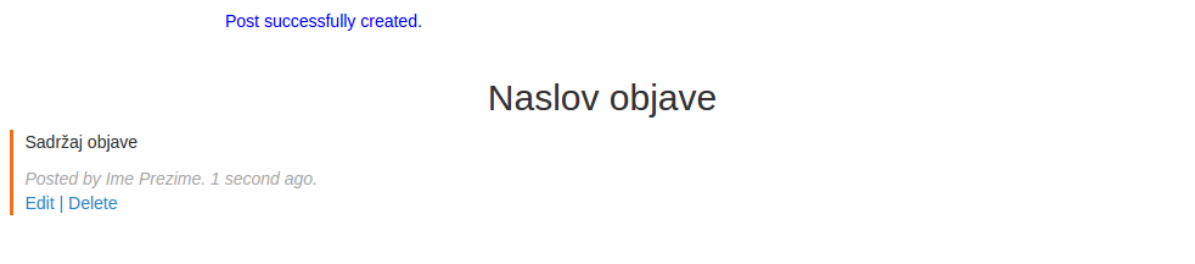 Post successfully created.
Naslov objave
Sadržaj objave
Posted by Ime Prezime. 1 second ago.
Edit | Delete